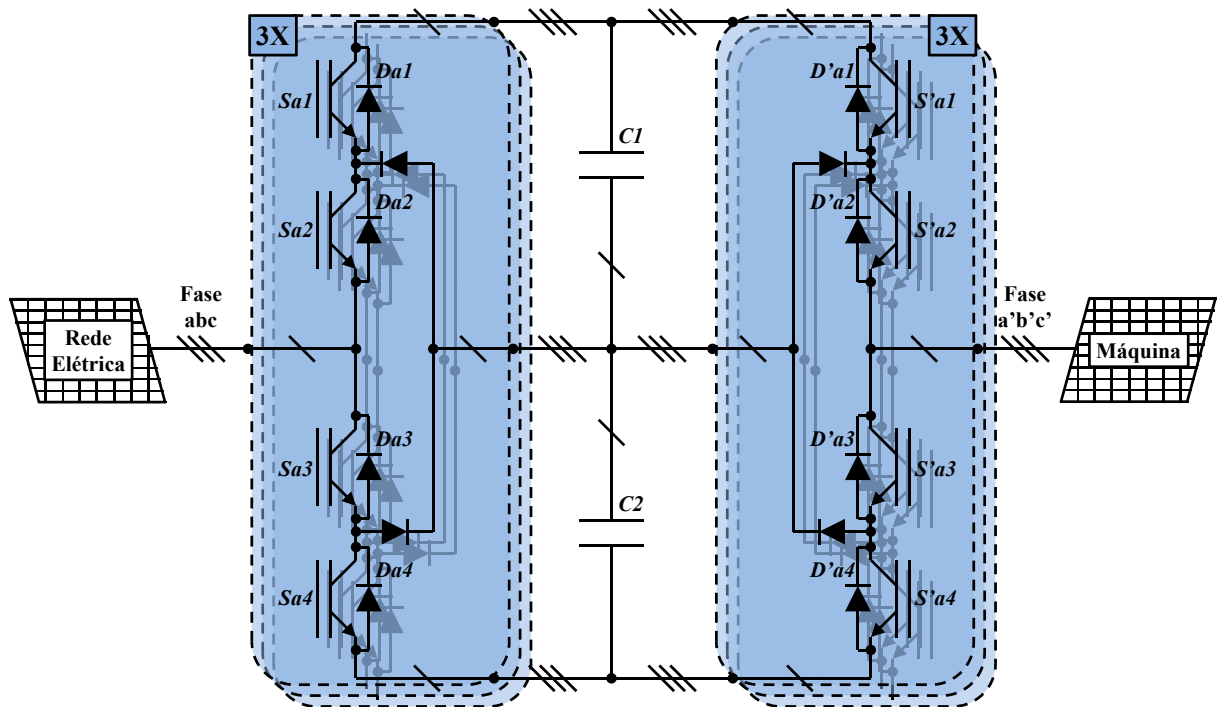 3X
3X
Da1
Sa1
D’a1
S’a1
C1
Da2
Sa2
D’a2
S’a2
Fase
abc
Rede
Elétrica
Fase
a’b’c’
Máquina
Da3
Sa3
D’a3
S’a3
C2
Da4
Sa4
D’a4
S’a4